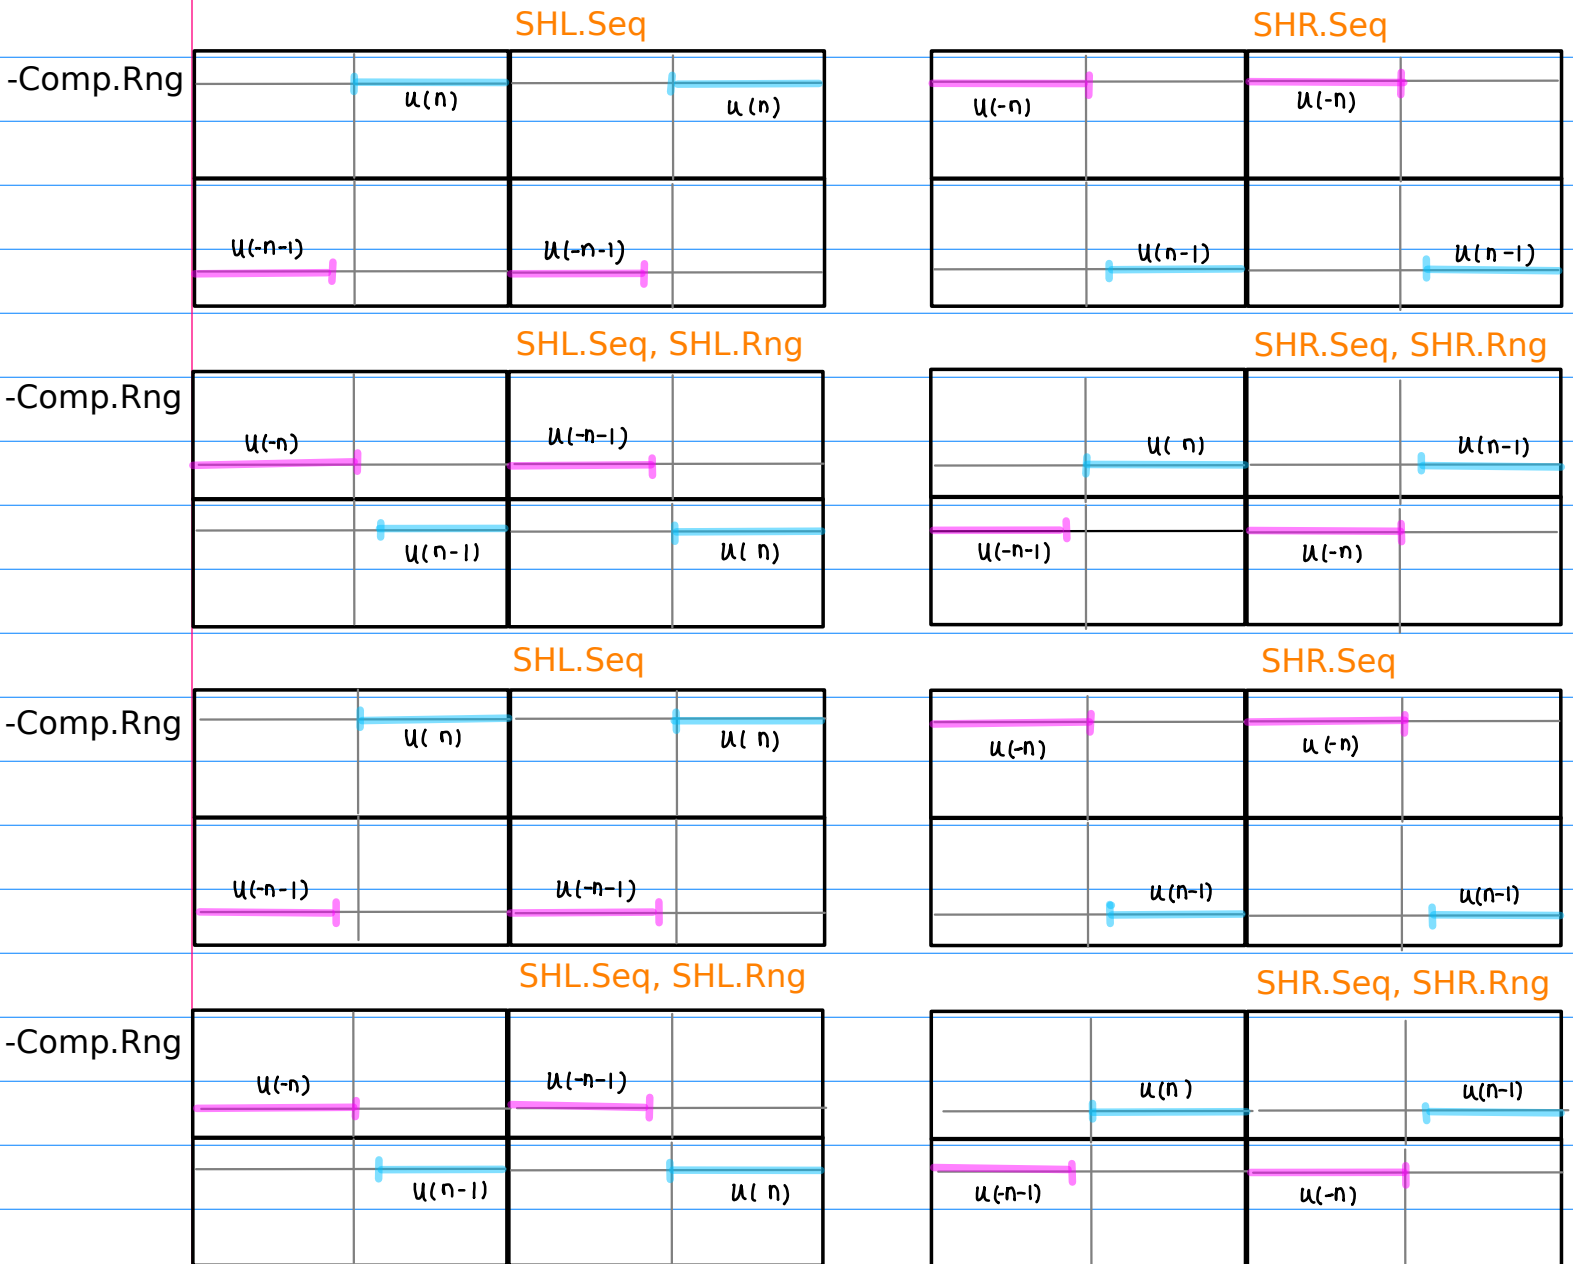 SHL.Seq SHR.Seq
-Comp.Rng
u(n) u(n) u(-n) u(-n)
u(-n-1) u(-n-1) u(n-1) u(n-1)
SHL.Seq, SHL.Rng SHR.Seq, SHR.Rng
-Comp.Rng
u(-n) u(-n-1) u( n) u(n-1)
u(n-1) u( n) u(-n-1) u(-n)
SHL.Seq SHR.Seq
-Comp.Rng
u( n) u( n) u(-n) u(-n)
u(-n-1) u(-n-1) u(n-1) u(n-1)
SHL.Seq, SHL.Rng SHR.Seq, SHR.Rng
-Comp.Rng
u(-n) u(-n-1) u(n) u(n-1)
u(n-1) u( n) u(-n-1) u(-n)